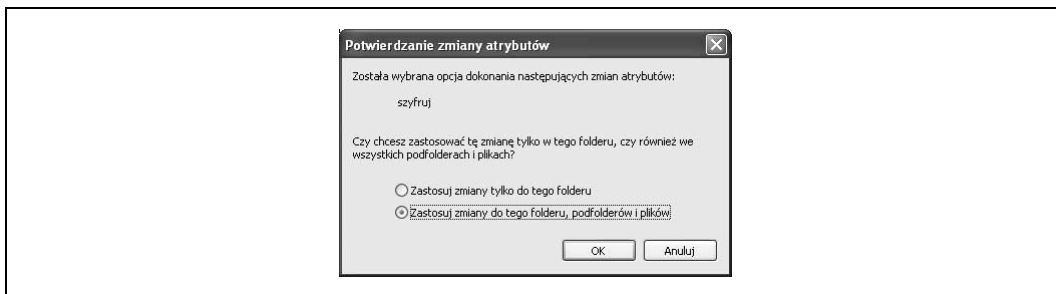 Potwierdzanie zmiany atrybutów
Została wybrana opcja dokonania następujących zmian atrybutów:
szyfruj
Czy chcesz zastosować tę zmianę tylko w tego folderu, czy również we
wszystkich podfolderach i plikach?
Zastosuj zmiany tylko do tego folderu
Zastosuj zmiany do tego folderu, podfolderów i plików
OK Anuluj